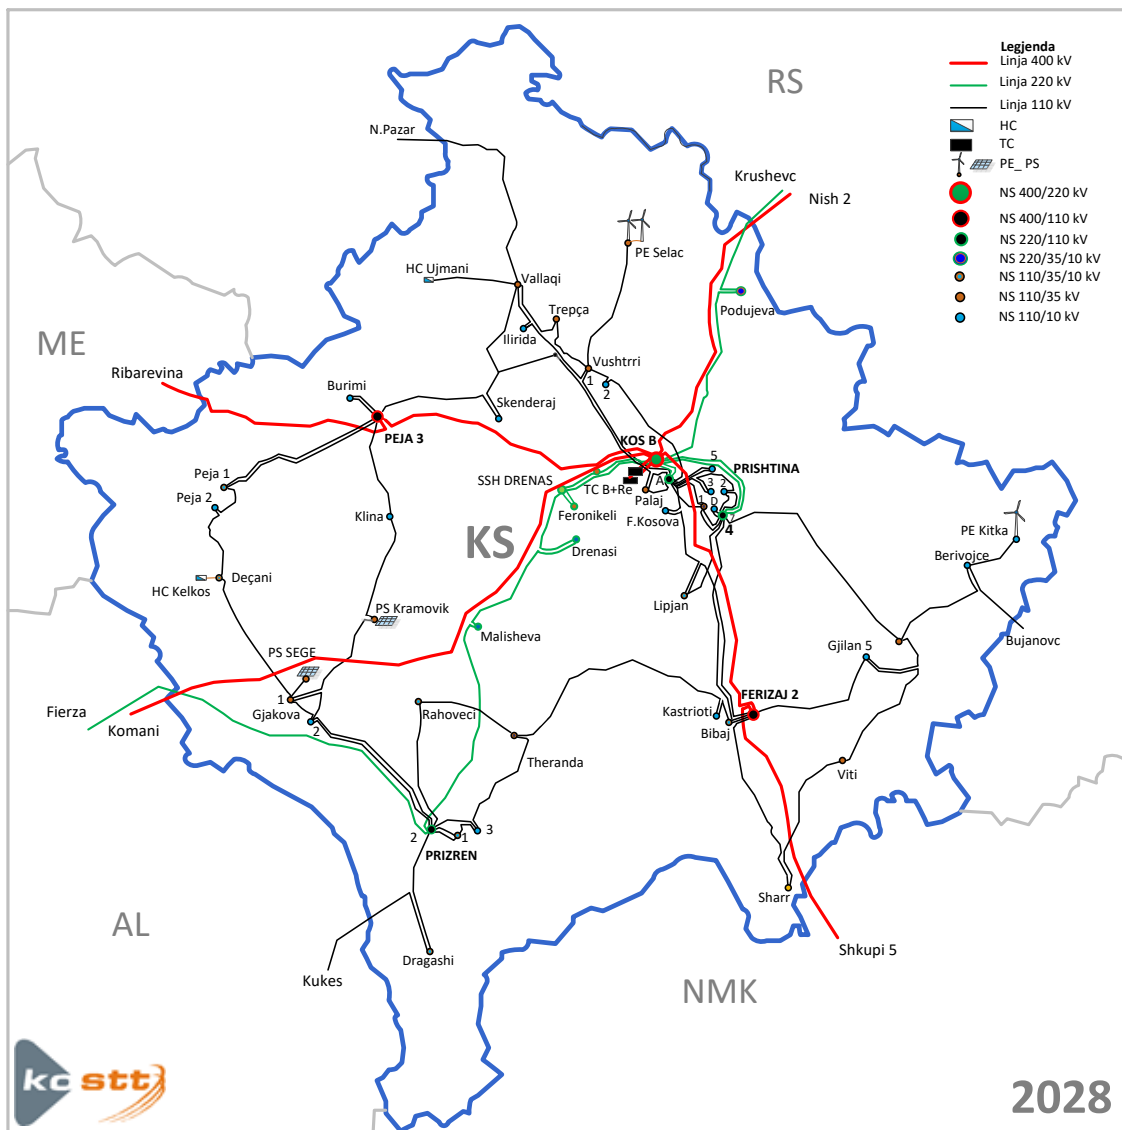 Legjenda
Linja 400 kV
Linja 220 kV
Linja 110 kV
HC
TC
PE_ PS
NS 400/220 kV
NS 400/110 kV
NS 220/110 kV
NS 220/35/10 kV
NS 110/35/10 kV
NS 110/35 kV
NS 110/10 kV
RS
N.Pazar
Krushevc
Nish 2
PE Selac
HC Ujmani
Vallaqi
Trepça
Ilirida
Podujeva
ME
Ribarevina
Vushtrri
1
2
Burimi
Skenderaj
PEJA 3
KOS B
5
PRISHTINA
Peja 1
SSH DRENAS
TC B+Re
A
3
2
Peja 2
Palaj
1
D
Feronikeli
F.Kosova
4
Klina
KS
Drenasi
PE Kitka
Berivojce
Deçani
HC Kelkos
PS Kramovik
Lipjan
Malisheva
Bujanovc
Gjilan 5
PS SEGE
FERIZAJ 2
1
Gjakova
2
Rahoveci
Kastrioti
Bibaj
Fierza
Komani
Theranda
Viti
2
1
3
PRIZREN
Sharr
AL
Dragashi
Kukes
Shkupi 5
NMK
kostt
2028